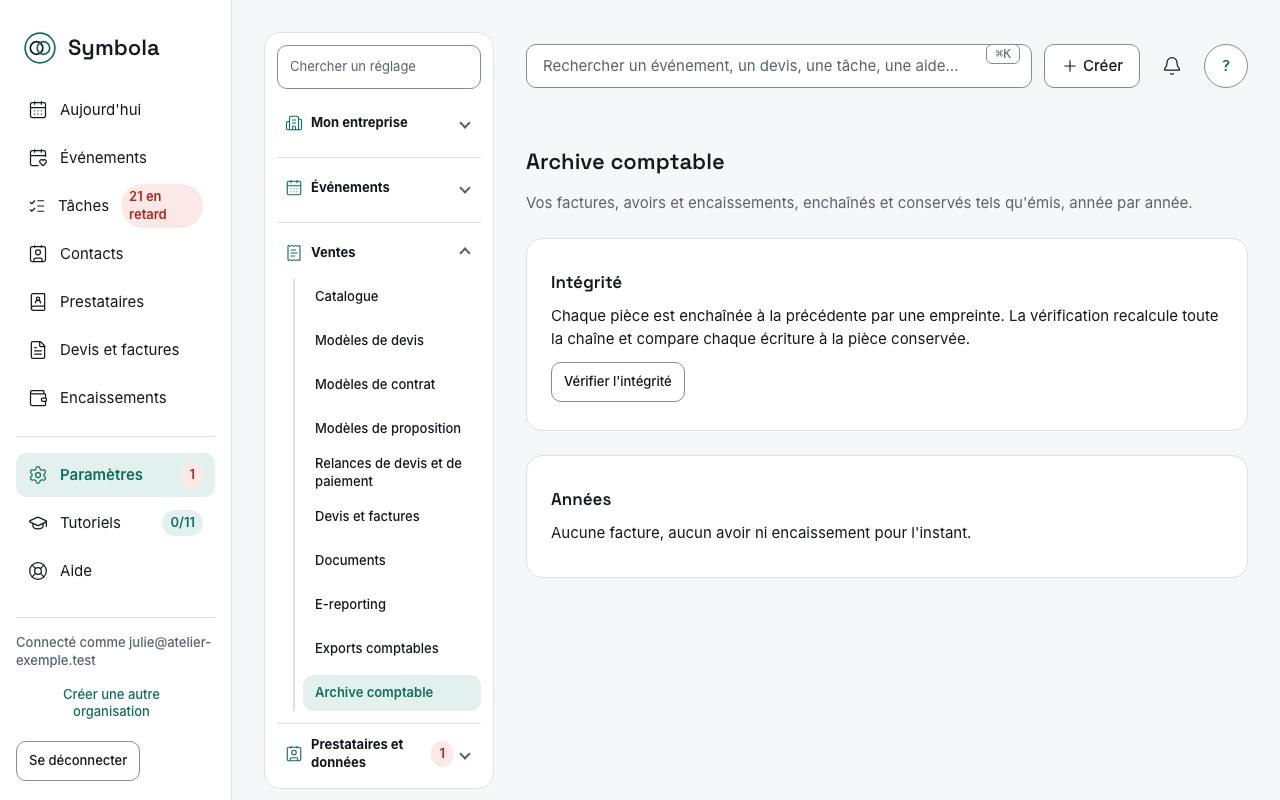 Symbola
Aujourd'hui
Événements
Tâches
21 en
retard
Contacts
Prestataires
Devis et factures
Encaissements
Paramètres
1
Tutoriels
0/11
Aide
Connecté comme julie@atelier-
exemple.test
Créer une autre
organisation
Se déconnecter
Chercher un réglage
Mon entreprise
Événements
Ventes
Catalogue
Modèles de devis
Modèles de contrat
Modèles de proposition
Relances de devis et de
paiement
Devis et factures
Documents
E-reporting
Exports comptables
Archive comptable
Prestataires et
données
1
Rechercher un événement, un devis, une tâche, une aide...
⌘K
Créer
?
Archive comptable
Vos factures, avoirs et encaissements, enchaînés et conservés tels qu'émis, année par année.
Intégrité
Chaque pièce est enchaînée à la précédente par une empreinte. La vérification recalcule toute
la chaîne et compare chaque écriture à la pièce conservée.
Vérifier l'intégrité
Années
Aucune facture, aucun avoir ni encaissement pour l'instant.